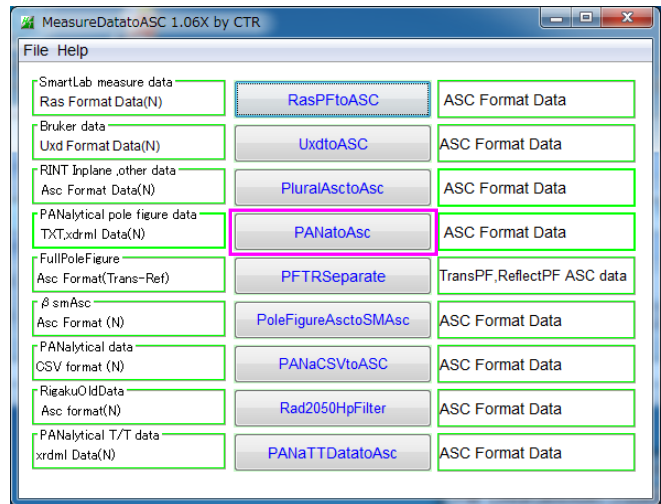 MeasureDatatoASC 1.06X by CTR
File Help
SmartLab measure data
Ras Format Data(N)
RasPFtoASC
ASC Format Data
Bruker data
Uxd Format Data(N)
UxdtoASC
ASC Format Data
RINT Inplane ,other data
Asc Format Data(N)
PluralAsctoAsc
ASC Format Data
PANalytical pole figure data
TXT,xdrml Data(N)
PANatoAsc
ASC Format Data
FullPoleFigure
Asc Format(Trans-Ref)
PFTRSeparate
TransPF,ReflectPF ASC data
β smAsc
Asc Format (N)
PoleFigureAsctoSMAsc
ASC Format Data
PANalytical data
CSV format (N)
PANaCSVtoASC
ASC Format Data
RigakuOldData
Asc format(N)
Rad2050HpFilter
ASC Format Data
PANalytical T/T data
xrdml Data(N)
PANaTTDatatoAsc
ASC Format Data